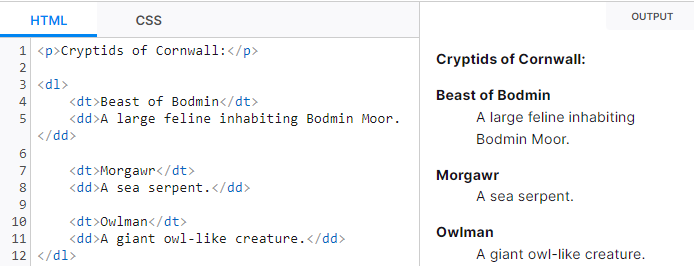 HTML
CSS
1 <p>Cryptids of Cornwall:</p>
2
3 <dl>
4     <dt>Beast of Bodmin</dt>
5     <dd>A large feline inhabiting Bodmin Moor.
</dd>
6
7     <dt>Morgawr</dt>
8     <dd>A sea serpent.</dd>
9
10     <dt>Owlman</dt>
11     <dd>A giant owl-like creature.</dd>
12 </dl>
OUTPUT
Cryptids of Cornwall:
Beast of Bodmin
A large feline inhabiting
Bodmin Moor.
Morgawr
A sea serpent.
Owlman
A giant owl-like creature.